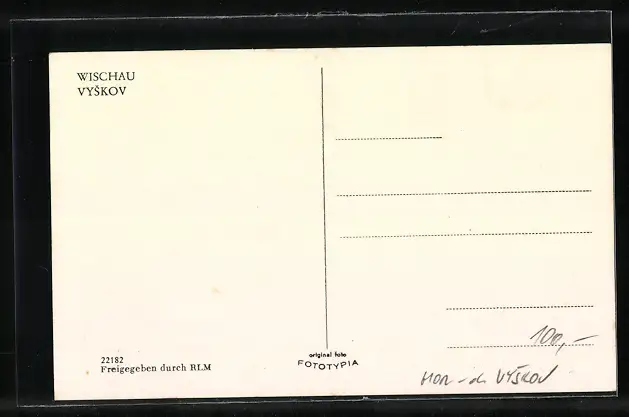 WISCHAU
VYŠKOV
22182
Freigegeben durch RLM
original foto
FOTOTYPIA
100,-
VYŠKOV